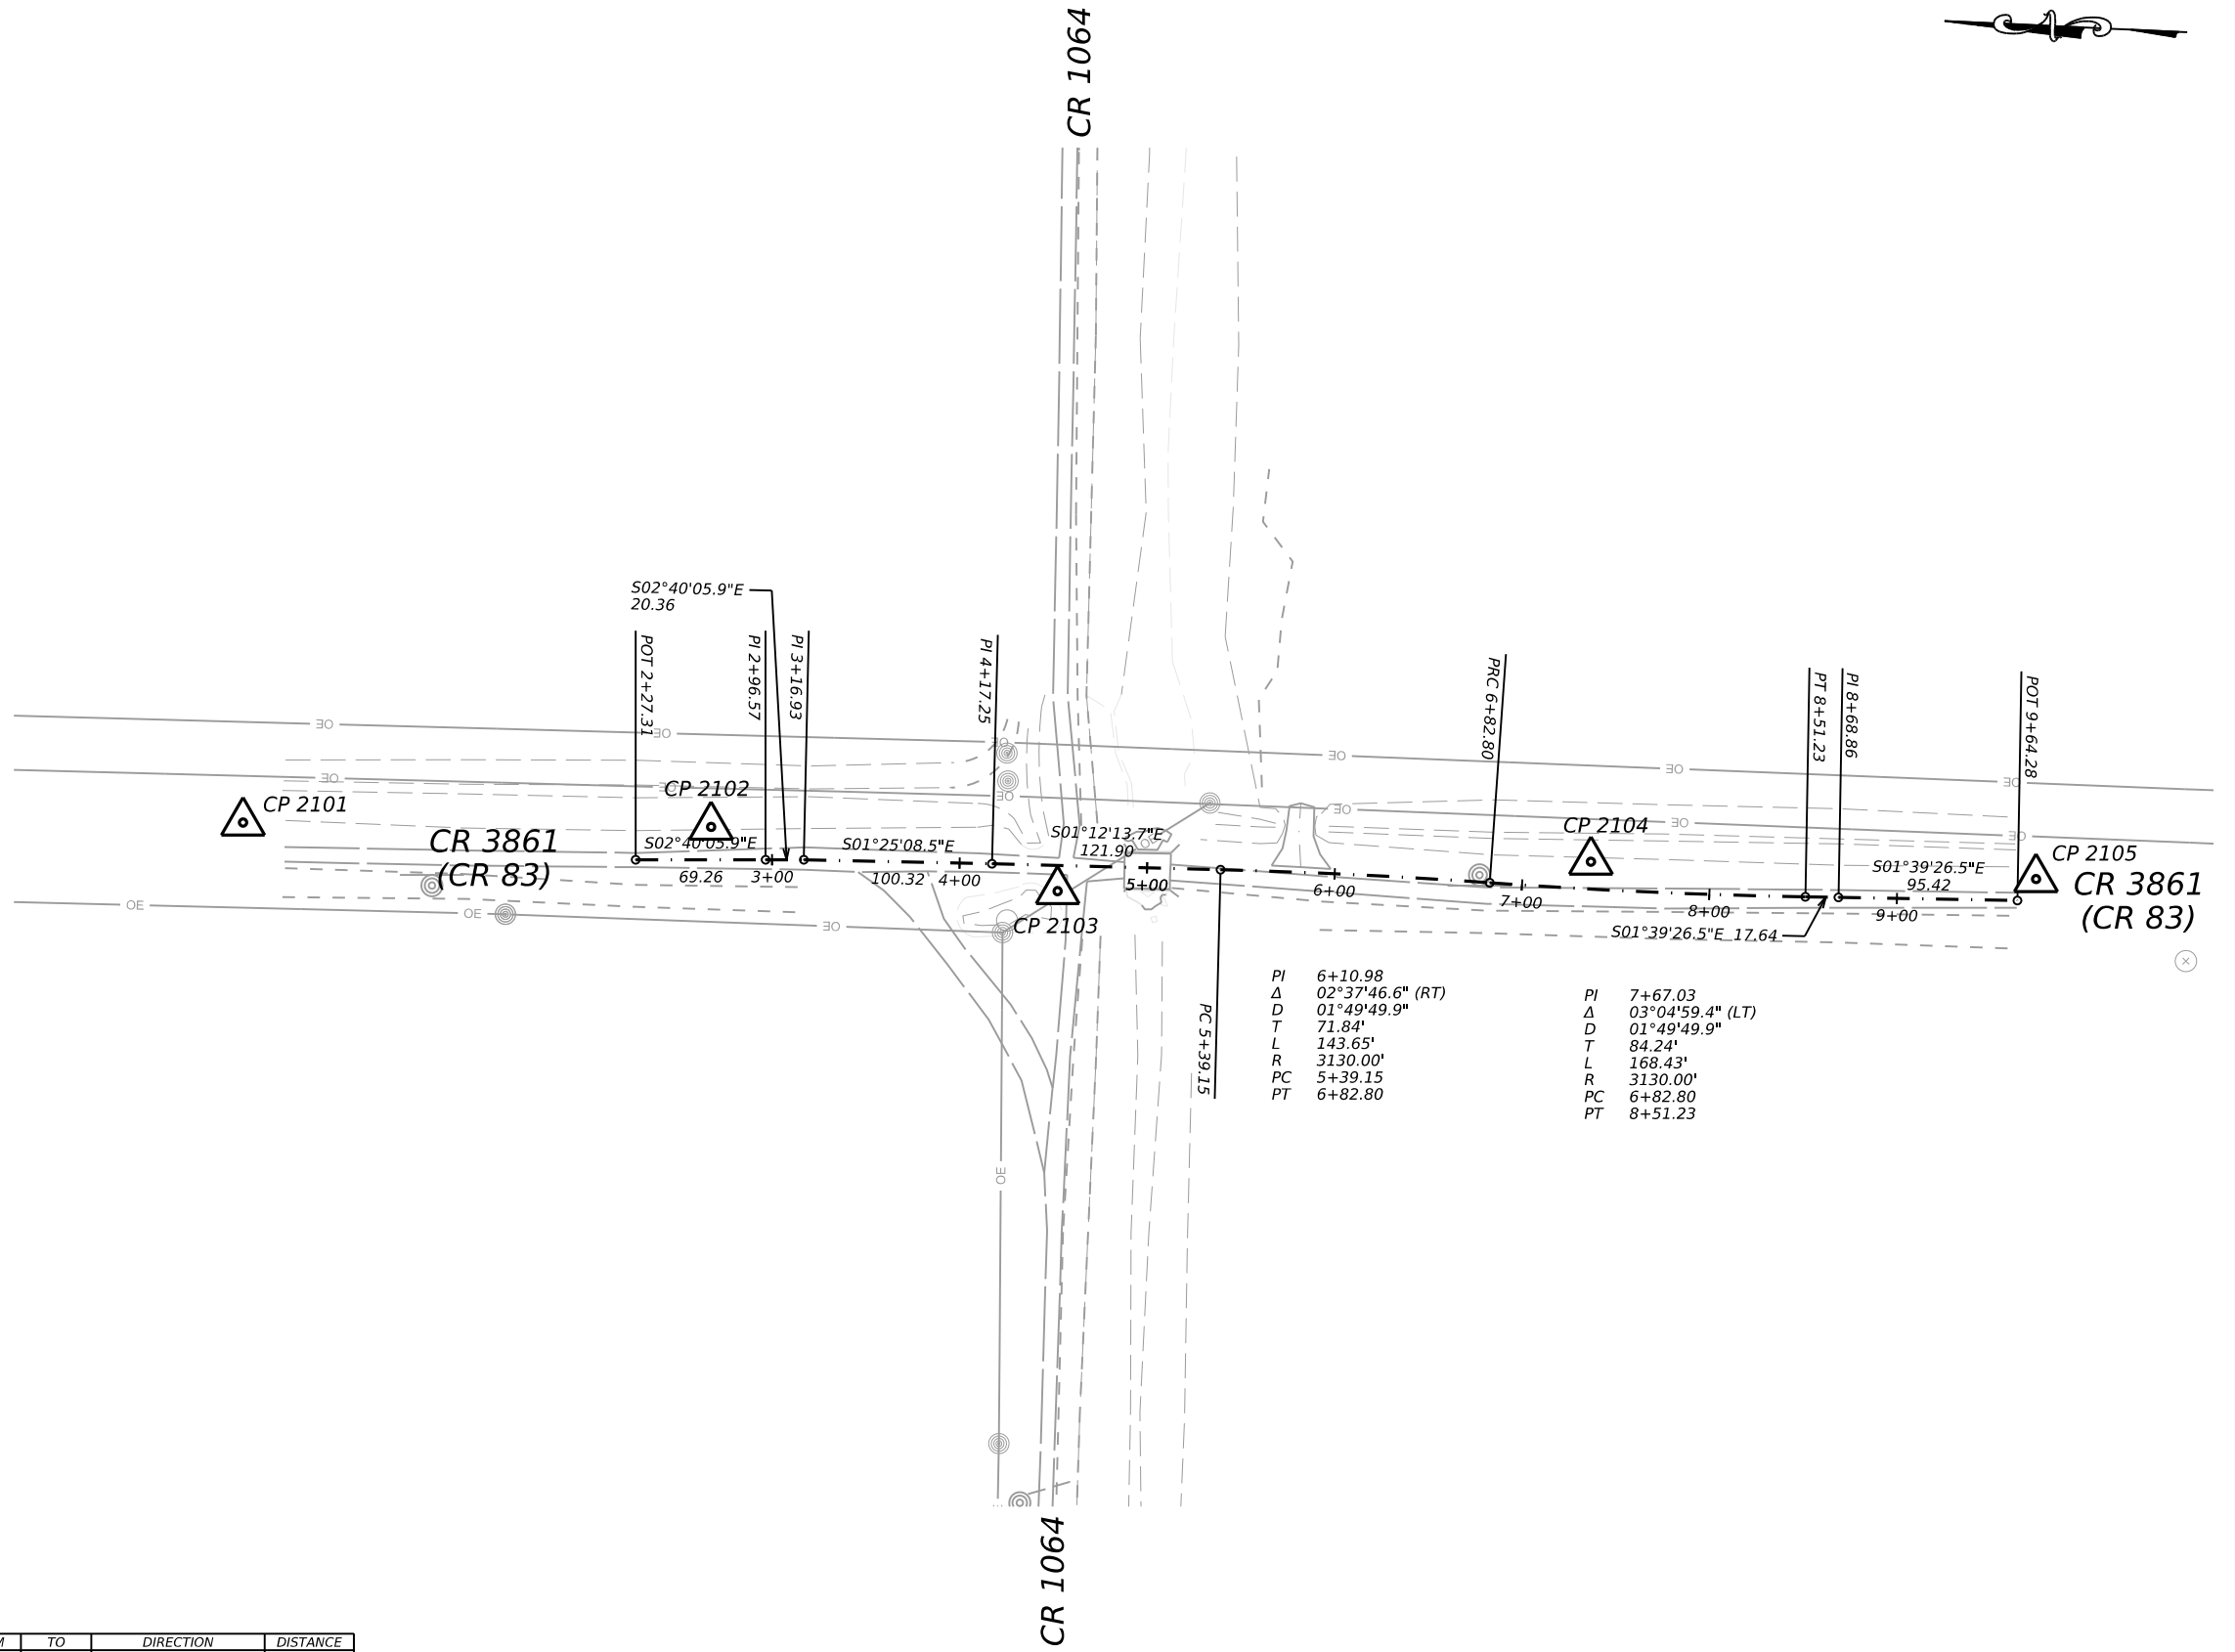 CR 1064
S02°40'05.9"E
20.36
POT 2+27.31
PI 2+96.57
PI 3+16.93
PI 4+17.25
PRC 6+82.80
PT 8+51.23
PI 8+68.86
POT 9+64.28
OE
OE
OE
OE
OE
OE
OE
OE
OE
OE
OE
OE
CP 2101
CP 2102
CP 2104
CP 2105
CR 3861
(CR 83)
S02°40'05.9"E
69.26
3+00
S01°25'08.5"E
100.32
4+00
S01°12'13.7"E
121.90
5+00
6+00
7+00
8+00
S01°39'26.5"E
95.42
9+00
CR 3861
(CR 83)
OE
OE
OE
CP 2103
S01°39'26.5"E 17.64
PC 5+39.15
PI 6+10.98
Δ 02°37'46.6" (RT)
D 01°49'49.9"
T 71.84'
L 143.65'
R 3130.00'
PC 5+39.15
PT 6+82.80
PI 7+67.03
Δ 03°04'59.4" (LT)
D 01°49'49.9"
T 84.24'
L 168.43'
R 3130.00'
PC 6+82.80
PT 8+51.23
OE
CR 1064
TO DIRECTION DISTANCE